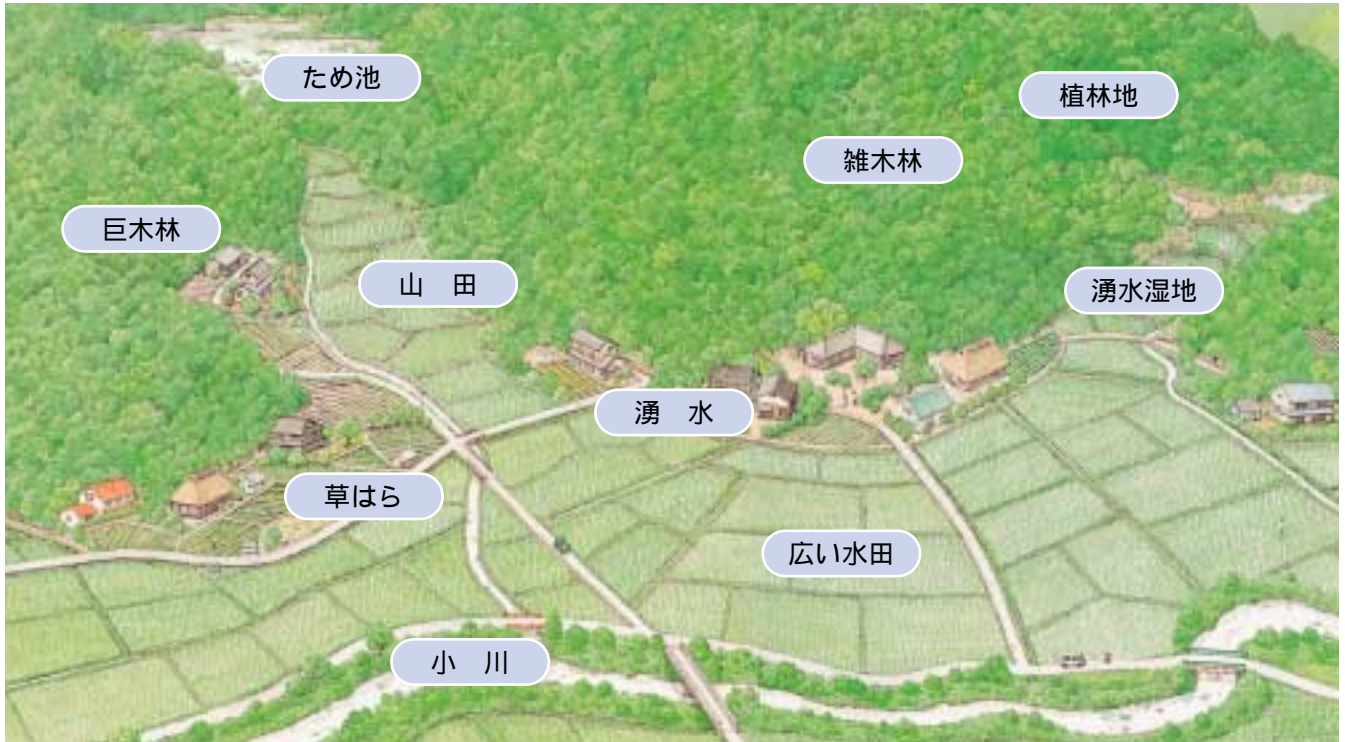 ため池
植林地
雑木林
巨木林
山　田
湧水湿地
湧　水
草はら
広い水田
小　川